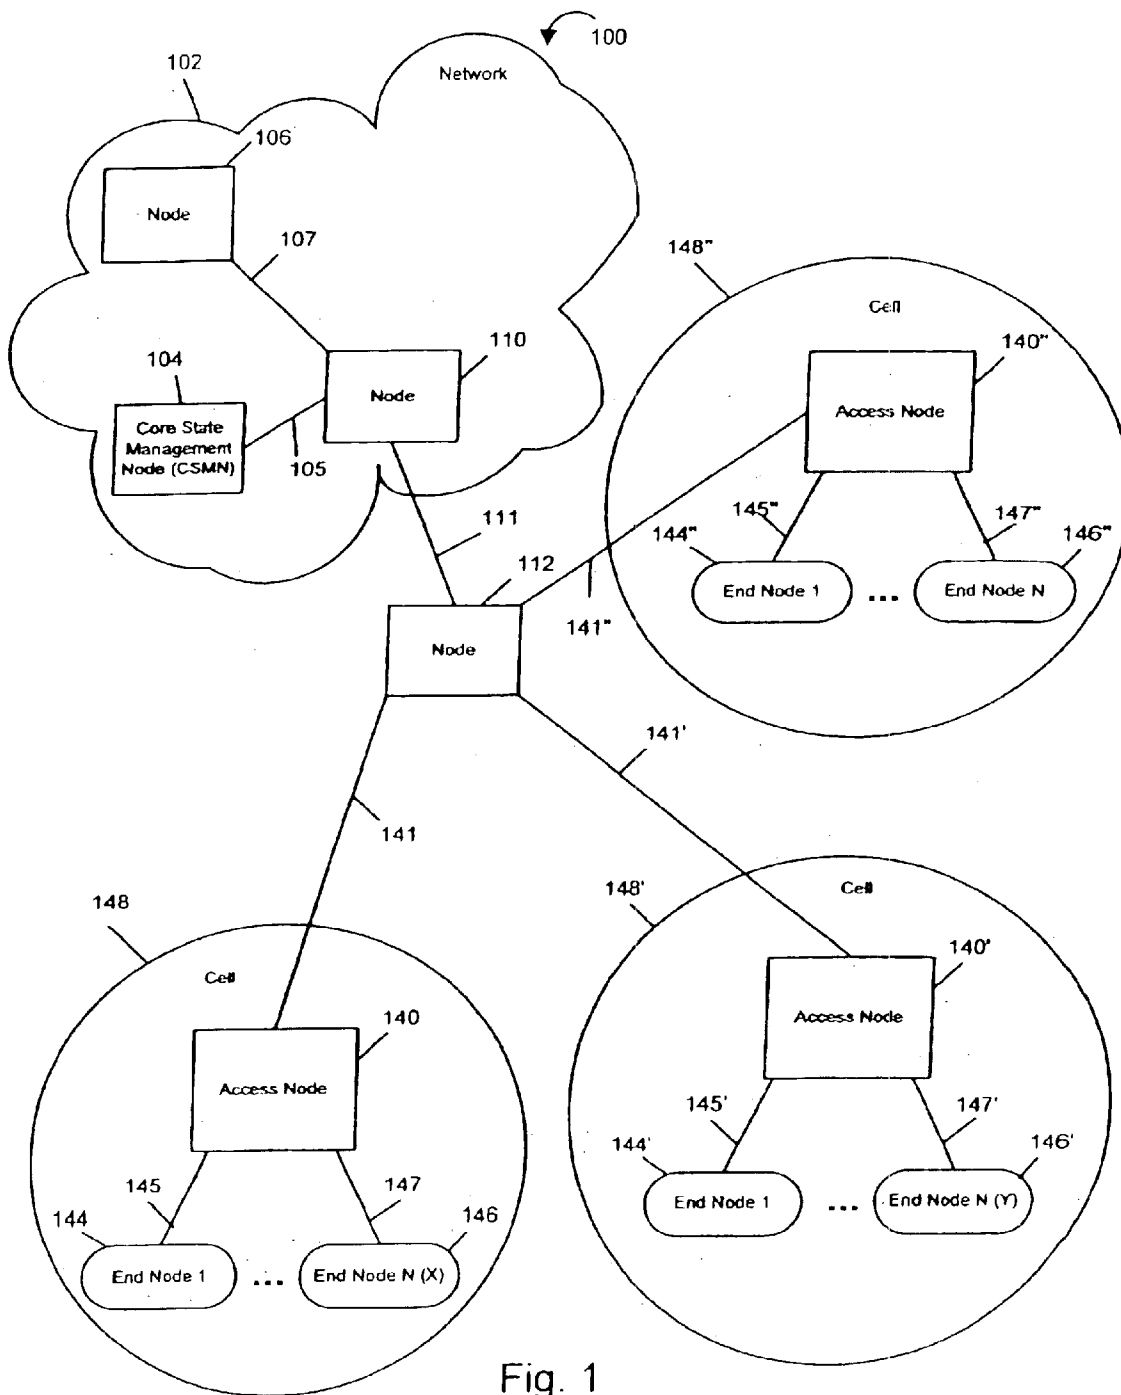 100
102
Network
106
Node
107
148"
Cell
110
140"
104
Node
Access Node
Core State
Management
Node (CSMN)
105
111
145"
147"
144"
146"
112
End Node 1
...
End Node N
141"
Node
141'
141
148'
Cell
148
140'
Cell
Access Node
140
Access Node
145'
147'
144'
146'
145
147
End Node 1
...
End Node N (Y)
144
146
End Node 1
...
End Node N (X)
Fig. 1